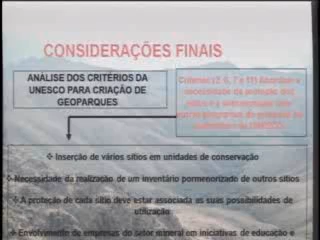 CONSIDERAÇÕES FINAIS
ANÁLISE DOS CRITÉRIOS DA
UNESCO PARA CRIAÇÃO DE
GEOPARQUES
Critérios (2, 6, 7 e 11) Abordam a
necessidade de proteção dos
❖ Inserção de vários sítios em unidades de conservação
❖ Necessidade da realização de um inventário pormenorizado de outros sítios
❖ A proteção de cada sítio deve estar associada as suas possibilidades de
utilização
❖ Envolvimento de empresas do setor mineral em iniciativas de educação e